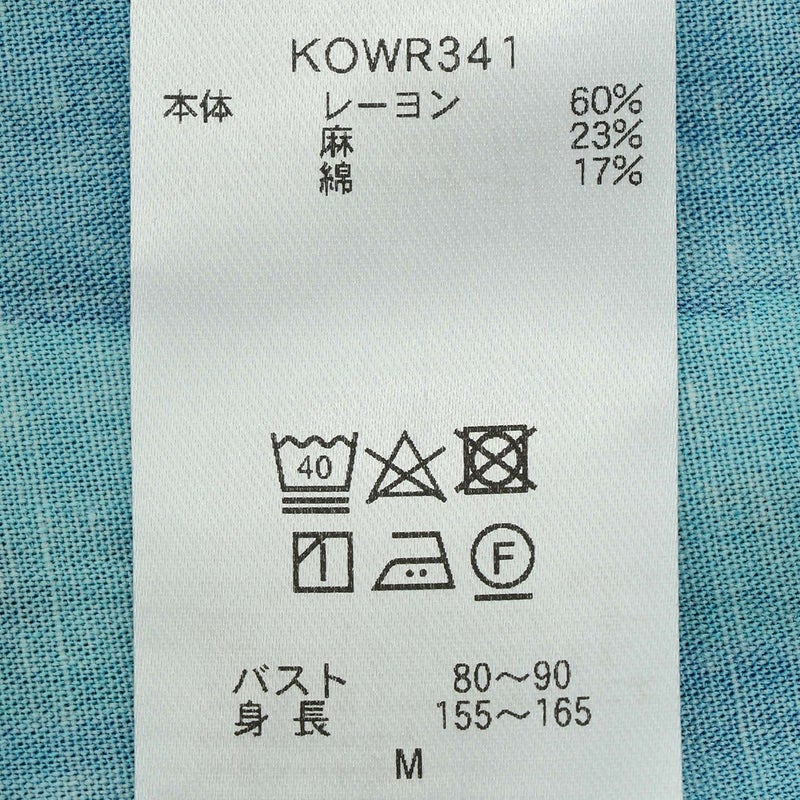 KOWR341
本体 レーヨン 60%
麻 23%
綿 17%
40
F
バスト 80～90
身長 155～165
M